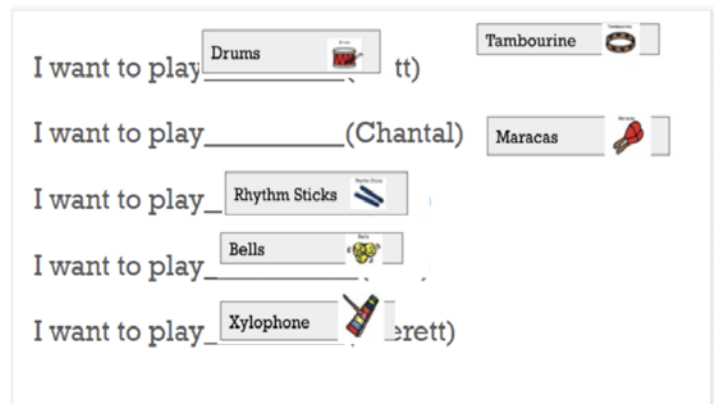 I want to play Drums tt) Tambourine
I want to play__________(Chantal) Maracas
I want to play_ Rhythm Sticks
I want to play_ Bells
I want to play_ Xylophone erett)